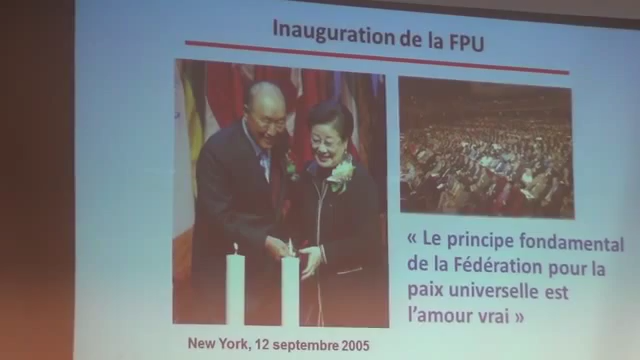 Inauguration de la FPU
« Le principe fondamental
de la Fédération pour la
paix universelle est
l'amour vrai »
New York, 12 septembre 2005